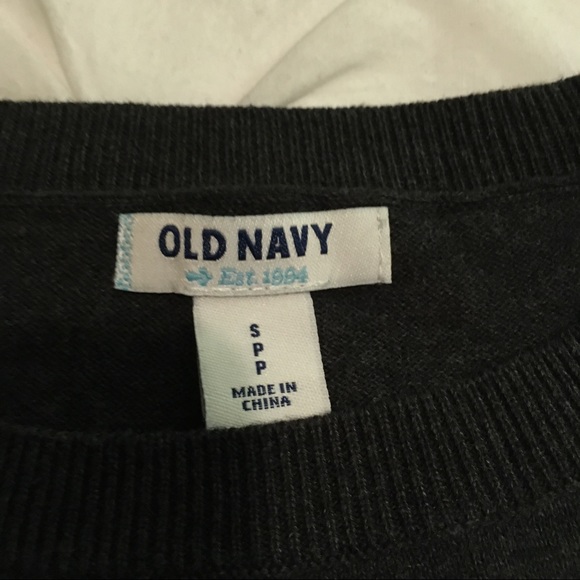 OLD NAVY
Est. 1994
S
P
P
MADE IN
CHINA